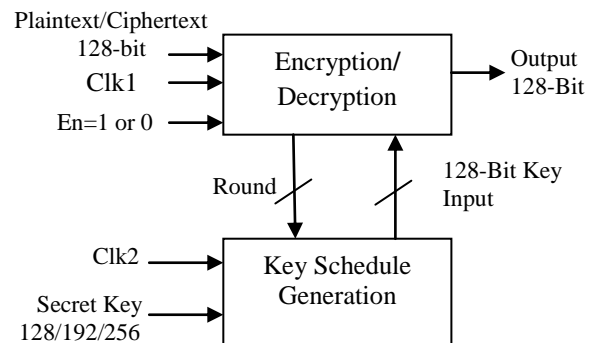 Plaintext/Ciphertext
128-bit
Clk1
En=1 or 0
Encryption/
Decryption
Output
128-Bit
Round
128-Bit Key
Input
Clk2
Secret Key
128/192/256
Key Schedule
Generation